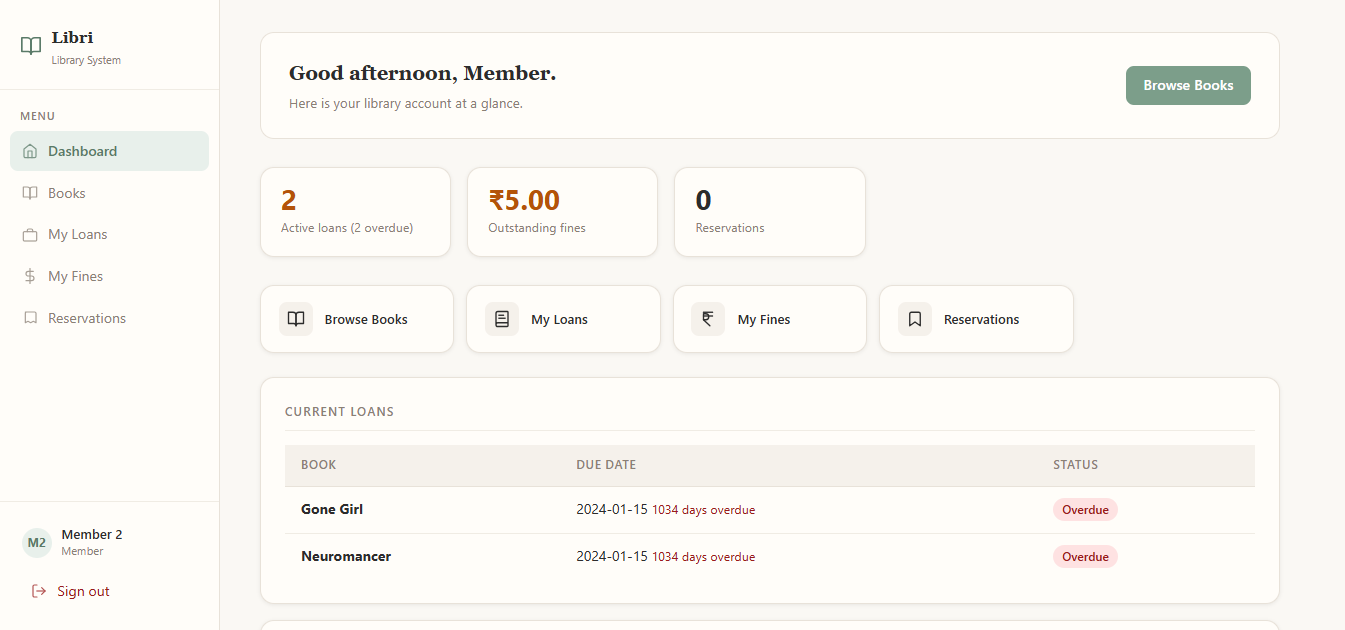 Libri
Library System
MENU
Dashboard
Books
My Loans
My Fines
Reservations
M2
Member 2
Member
Sign out
Good afternoon, Member.
Here is your library account at a glance.
Browse Books
2
Active loans (2 overdue)
₹5.00
Outstanding fines
0
Reservations
Browse Books
My Loans
My Fines
Reservations
CURRENT LOANS
BOOK DUE DATE STATUS
Gone Girl 2024-01-15 1034 days overdue Overdue
Neuromancer 2024-01-15 1034 days overdue Overdue